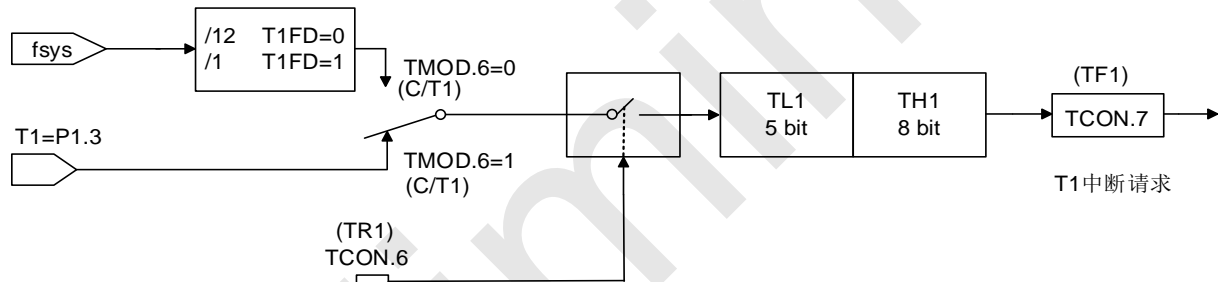 fsys
/12 T1FD=0
/1 T1FD=1
TMOD.6=0
(C/T1)
T1=P1.3
TMOD.6=1
(C/T1)
(TR1)
TCON.6
TL1
5 bit
TH1
8 bit
(TF1)
TCON.7
T1中断请求